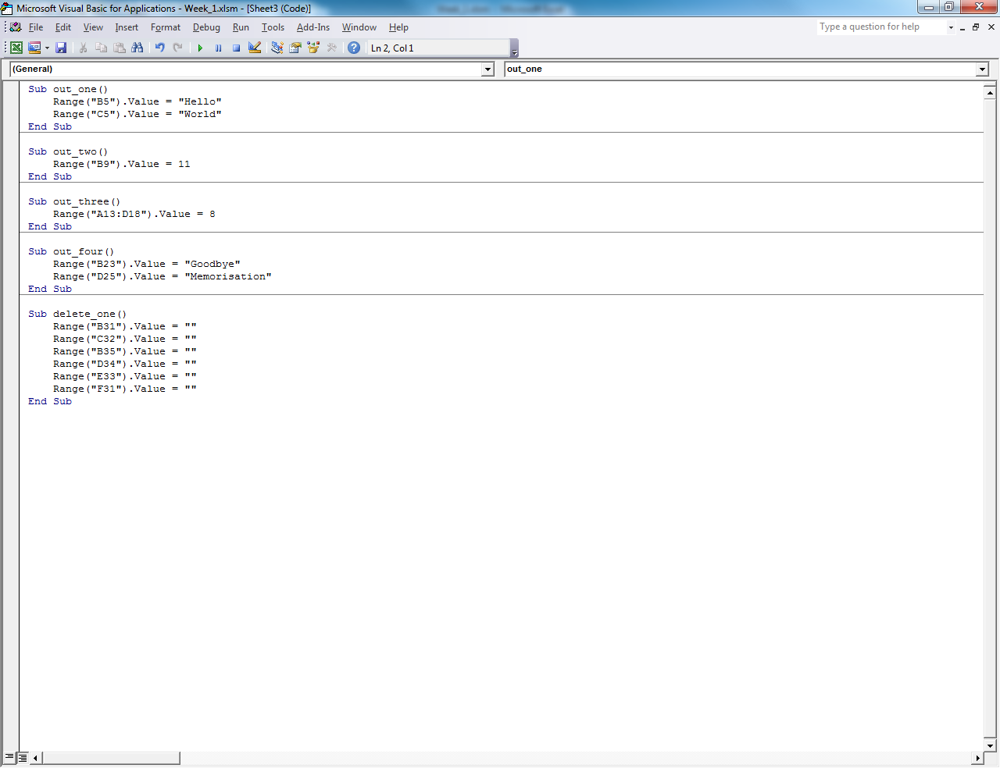 Microsoft Visual Basic for Applications - Week_1.xlsm - [Sheet3 (Code)]
File Edit View Insert Format Debug Run Tools Add-Ins Window Help
Type a question for help
Ln 2, Col 1
(General)
out_one
Sub out_one()
    Range("B5").Value = "Hello"
    Range("C5").Value = "World"
End Sub
Sub out_two()
    Range("B9").Value = 11
End Sub
Sub out_three()
    Range("A13:D18").Value = 8
End Sub
Sub out_four()
    Range("B23").Value = "Goodbye"
    Range("D25").Value = "Memorisation"
End Sub
Sub delete_one()
    Range("B31").Value = ""
    Range("C32").Value = ""
    Range("B35").Value = ""
    Range("D34").Value = ""
    Range("E33").Value = ""
    Range("F31").Value = ""
End Sub